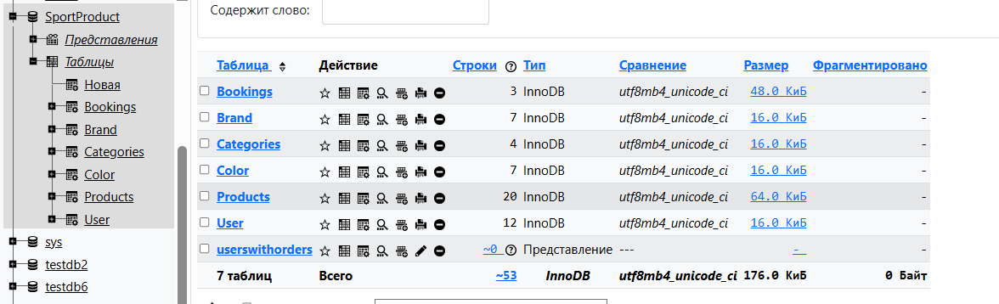 SportProduct
Представления
Таблицы
Новая
Bookings
Brand
Categories
Color
Products
User
sys
testdb2
testdb6
Содержит слово:
Таблица Действие Строки Тип Сравнение Размер Фрагментировано
Bookings 3 InnoDB utf8mb4_unicode_ci 48.0 КиБ -
Brand 7 InnoDB utf8mb4_unicode_ci 16.0 КиБ -
Categories 4 InnoDB utf8mb4_unicode_ci 16.0 КиБ -
Color 7 InnoDB utf8mb4_unicode_ci 16.0 КиБ -
Products 20 InnoDB utf8mb4_unicode_ci 64.0 КиБ -
User 12 InnoDB utf8mb4_unicode_ci 16.0 КиБ -
userswithorders ~0 Представление --- - -
7 таблиц Всего ~53 InnoDB utf8mb4_unicode_ci 176.0 КиБ 0 Байт